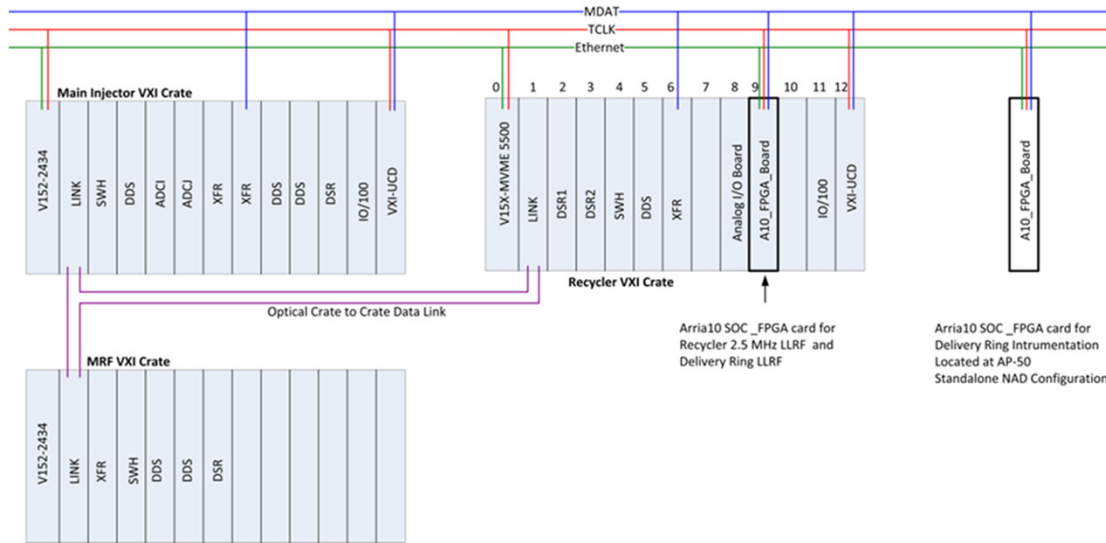 MDAT
TCLK
Ethernet
Main Injector VXI Crate
V152-2434
LINK
SWH
DDS
ADCI
ADCJ
XFR
XFR
DDS
DDS
DSR
IO/100
VXI-UCD
0 1 2 3 4 5 6 7 8 9 10 11 12
V15X-MVME 5500
LINK
DSR1
DSR2
SWH
DDS
XFR
Analog I/O Board
A10_FPGA_Board
IO/100
VXI-UCD
Recycler VXI Crate
A10_FPGA_Board
Optical Crate to Crate Data Link
Arria10 SOC _FPGA card for
Recycler 2.5 MHz LLRF and
Delivery Ring LLRF
Arria10 SOC _FPGA card for
Delivery Ring Intrumentation
Located at AP-50
Standalone NAD Configuration
MRF VXI Crate
V152-2434
LINK
XFR
SWH
DDS
DDS
DSR